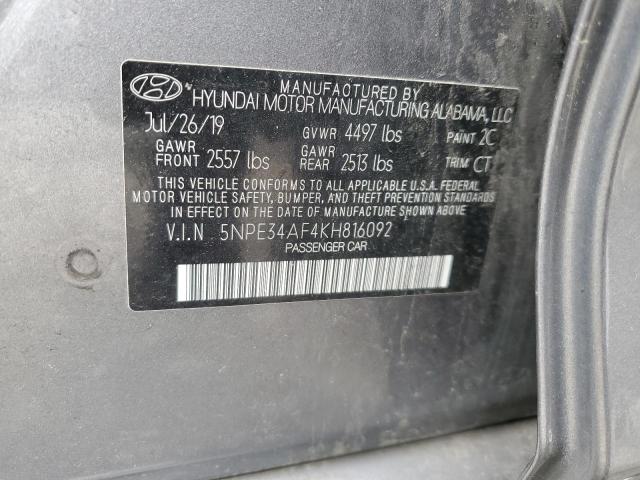 MANUFACTURED BY
HYUNDAI MOTOR MANUFACTURING ALABAMA, LLC
Jul/26/19 GVWR 4497 lbs PAINT 2C
GAWR FRONT 2557 lbs GAWR REAR 2513 lbs TRIM CT
THIS VEHICLE CONFORMS TO ALL APPLICABLE U.S.A. FEDERAL
MOTOR VEHICLE SAFETY, BUMPER, AND THEFT PREVENTION STANDARDS
IN EFFECT ON THE DATE OF MANUFACTURE SHOWN ABOVE
V.I.N 5NPE34AF4KH816092
PASSENGER CAR